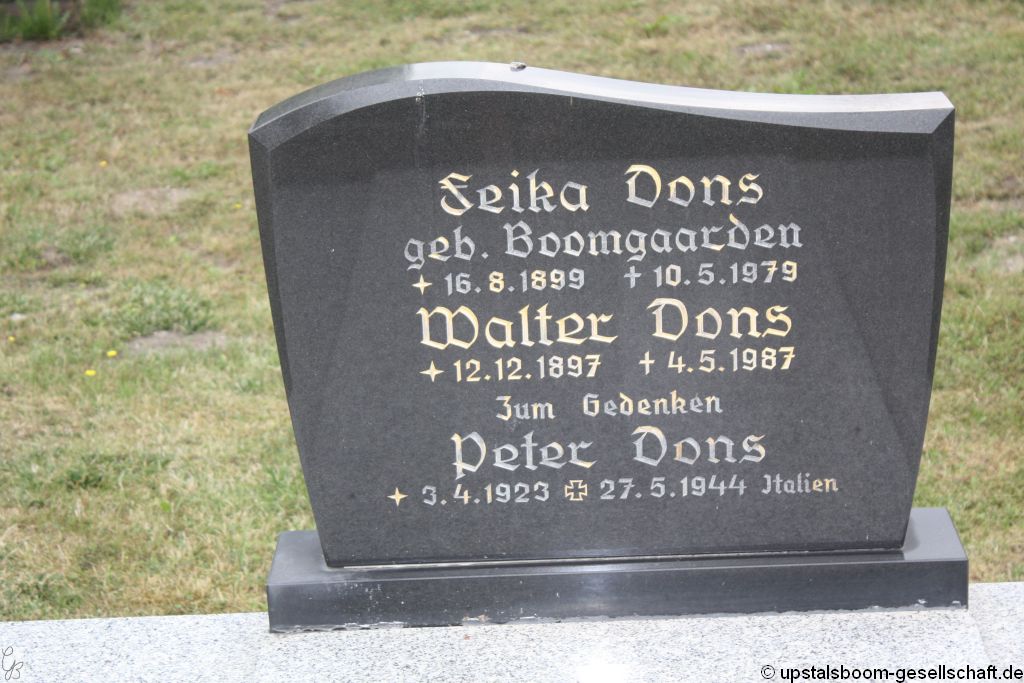 Feika Dons
geb. Boomgaarden
✦ 16.8.1899 ✝ 10.5.1979
Walter Dons
✦ 12.12.1897 ✝ 4.5.1987
Zum Gedenken
Peter Dons
✦ 3.4.1923 ✠ 27.5.1944 Italien
© upstalsboom-gesellschaft.de